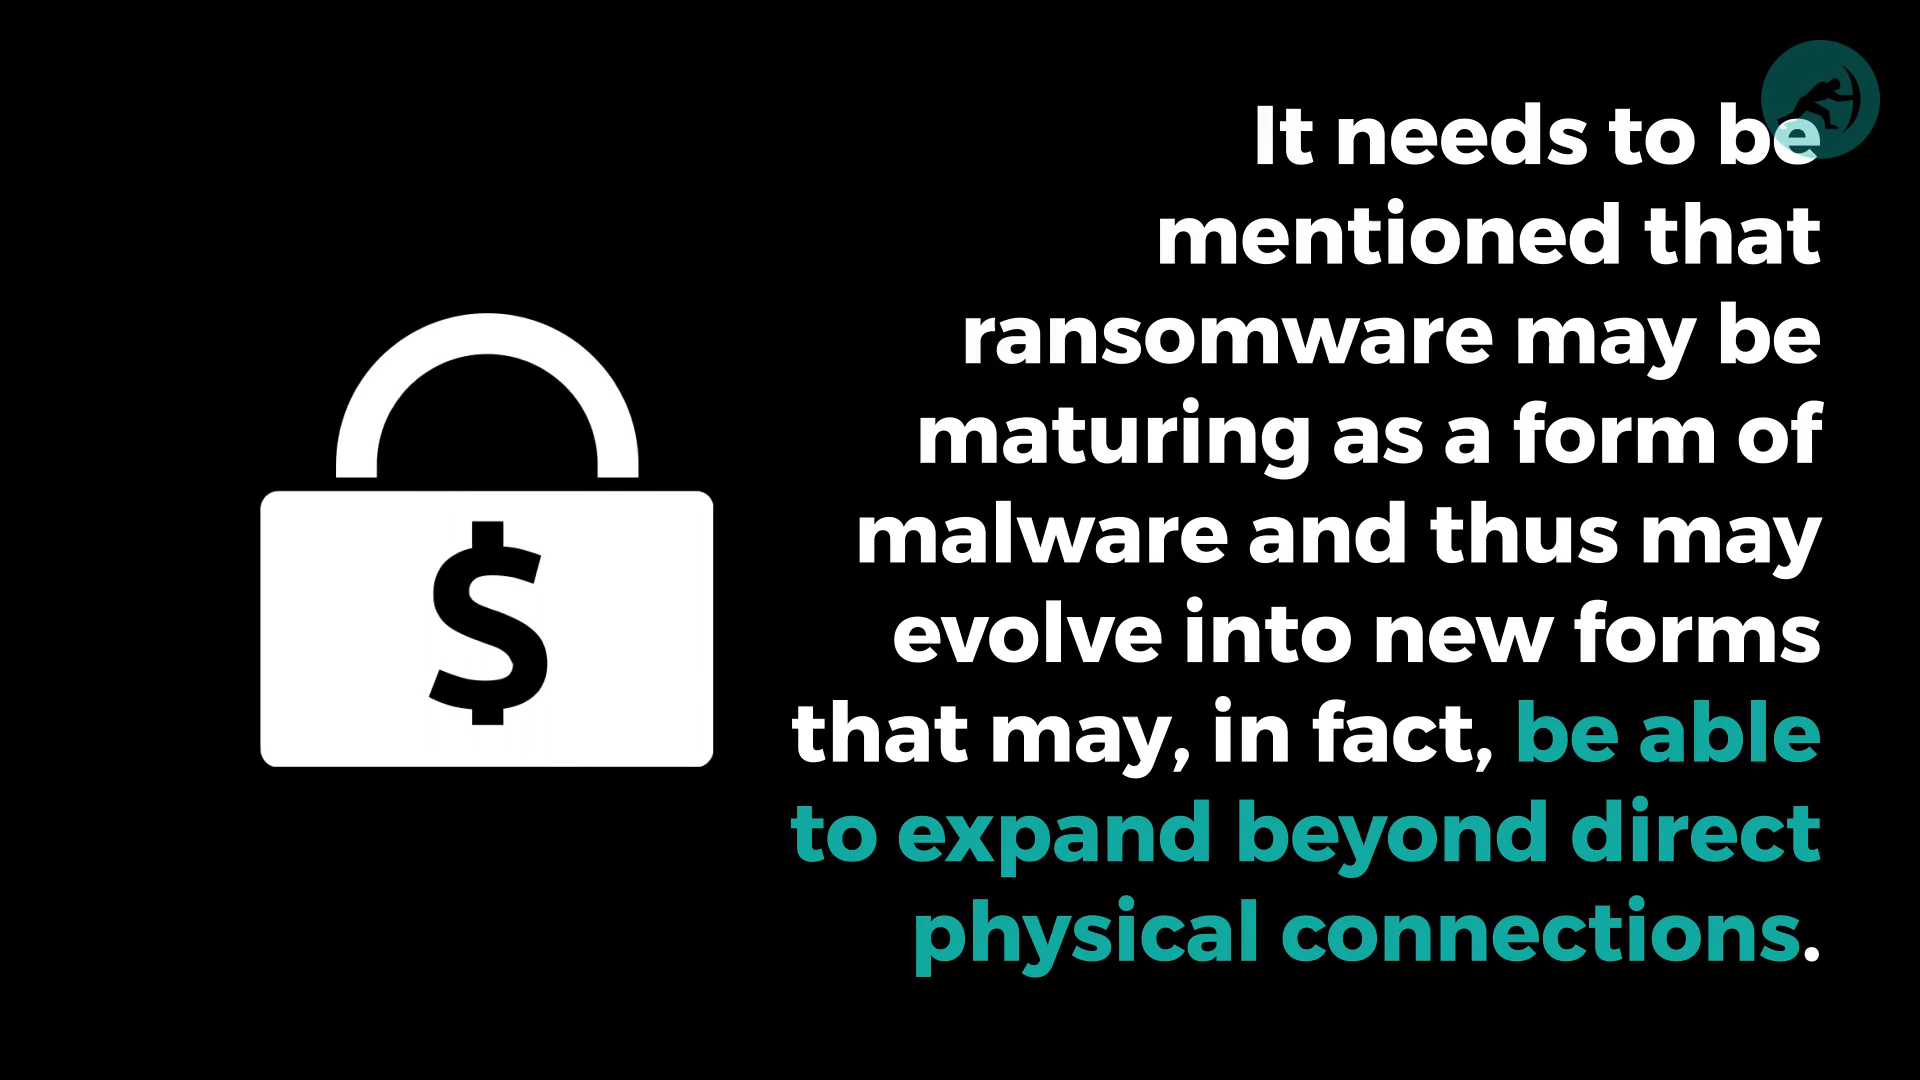 It needs to be
mentioned that
ransomware may be
maturing as a form of
malware and thus may
evolve into new forms
that may, in fact, be able
to expand beyond direct
physical connections.
$